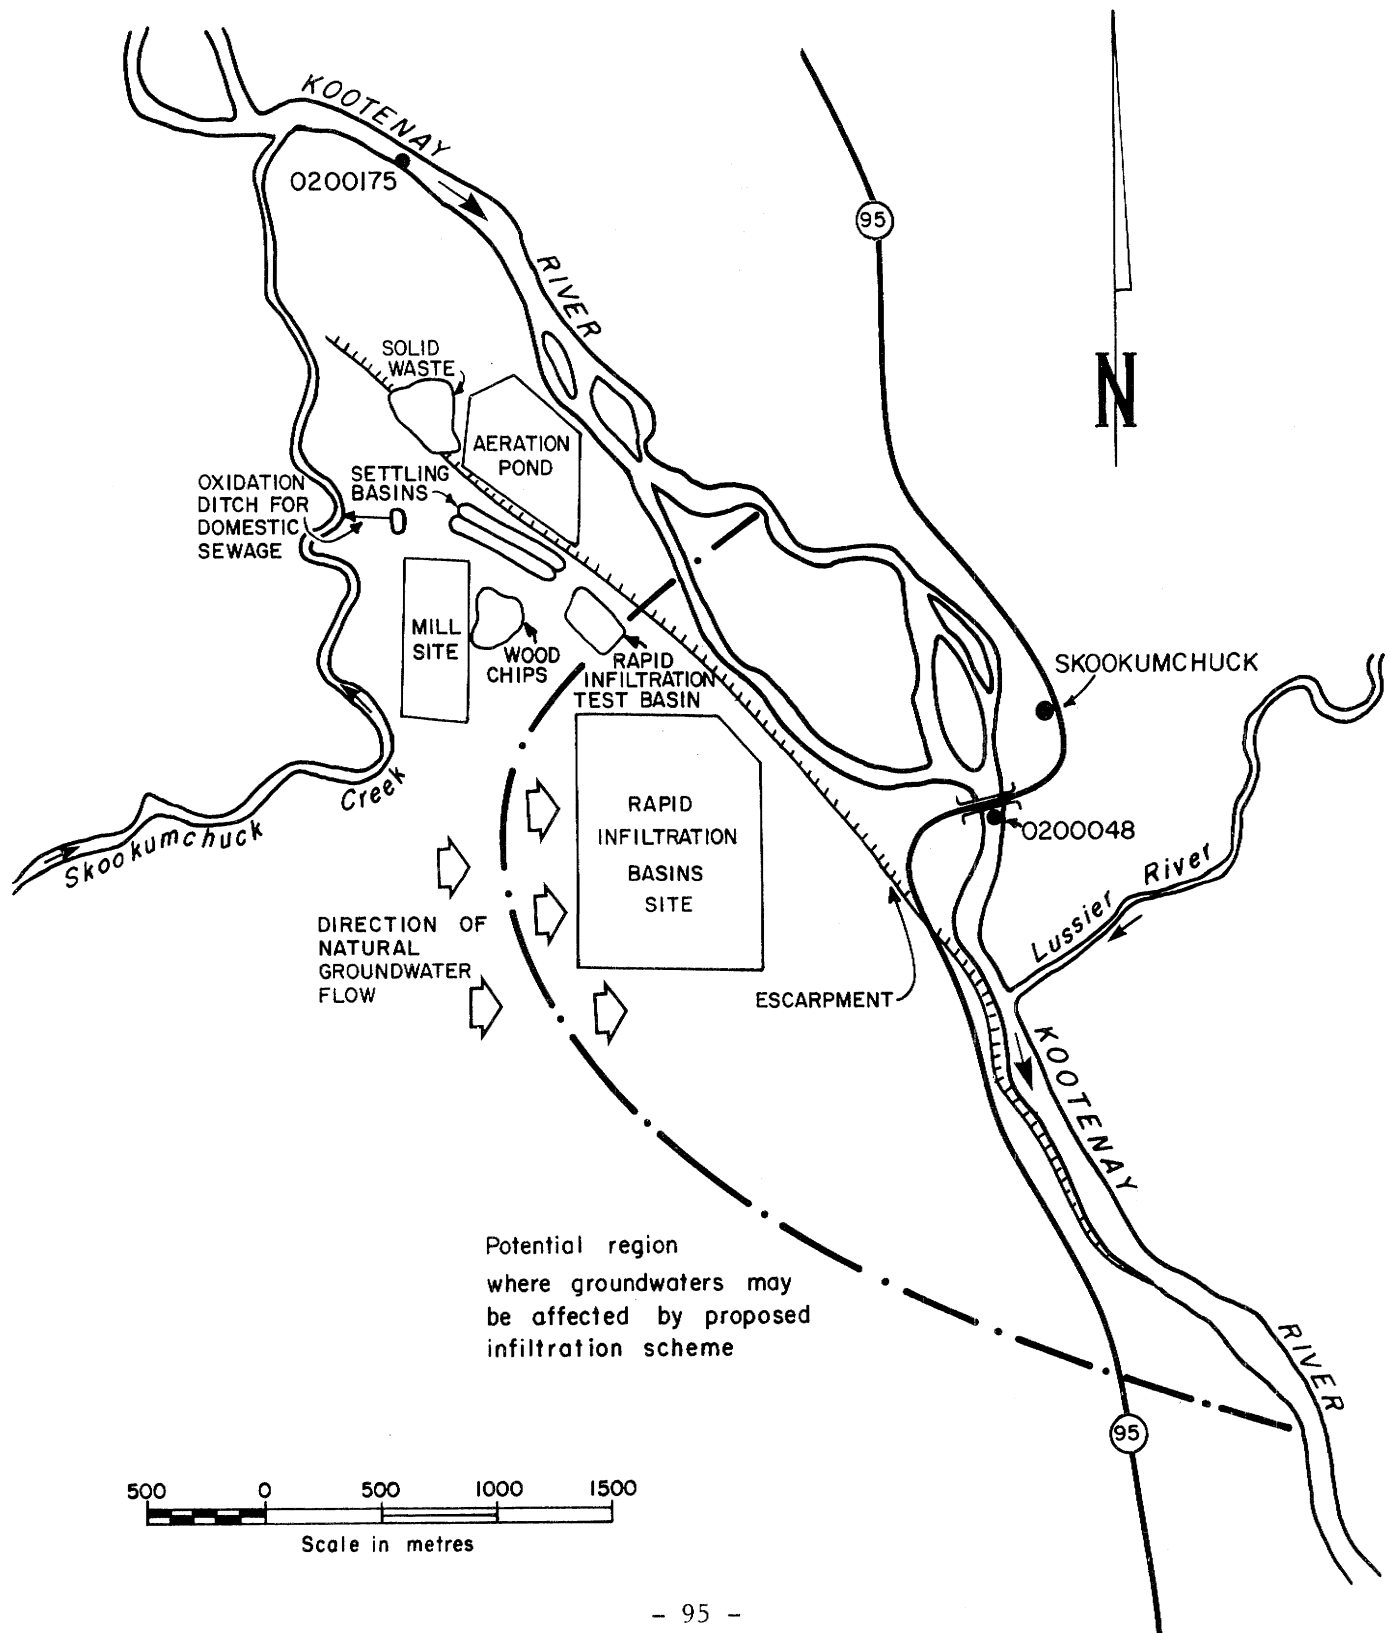 KOOTENAY
0200175
RIVER
95
N
SOLID
WASTE
AERATION
POND
SETTLING
BASINS
OXIDATION
DITCH FOR
DOMESTIC
SEWAGE
MILL
SITE
WOOD
CHIPS
RAPID
INFILTRATION
TEST BASIN
SKOOKUMCHUCK
Skookumchuck
Creek
RAPID
INFILTRATION
BASINS
SITE
0200048
Lussier River
DIRECTION OF
NATURAL
GROUNDWATER
FLOW
ESCARPMENT
KOOTENAY
RIVER
Potential region
where groundwaters may
be affected by proposed
infiltration scheme
95
500 0 500 1000 1500
Scale in metres
- 95 -